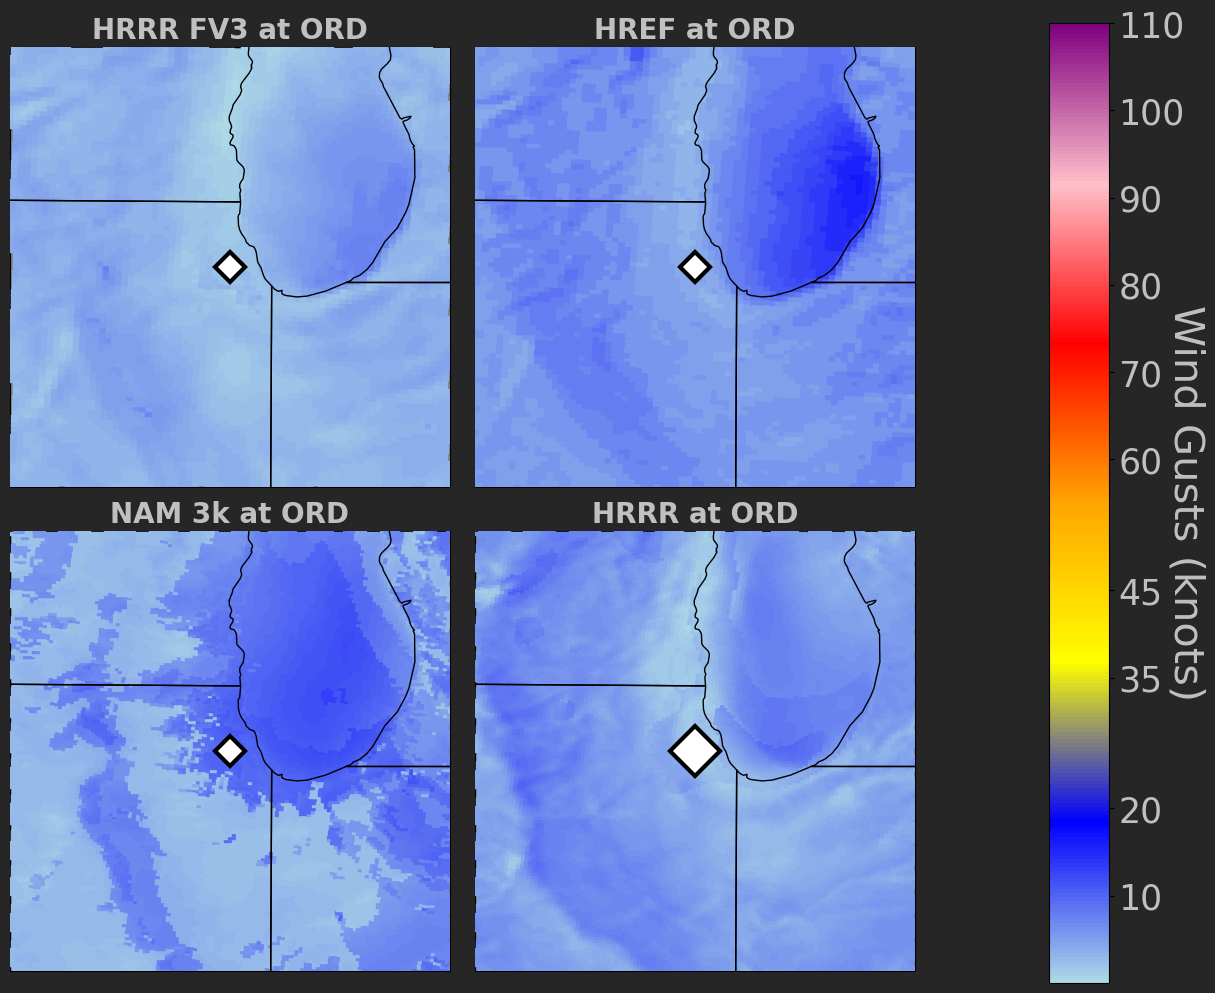 HRRR FV3 at ORD
HREF at ORD
NAM 3k at ORD
HRRR at ORD
110
100
90
80
70
60
45
35
20
10
Wind Gusts (knots)